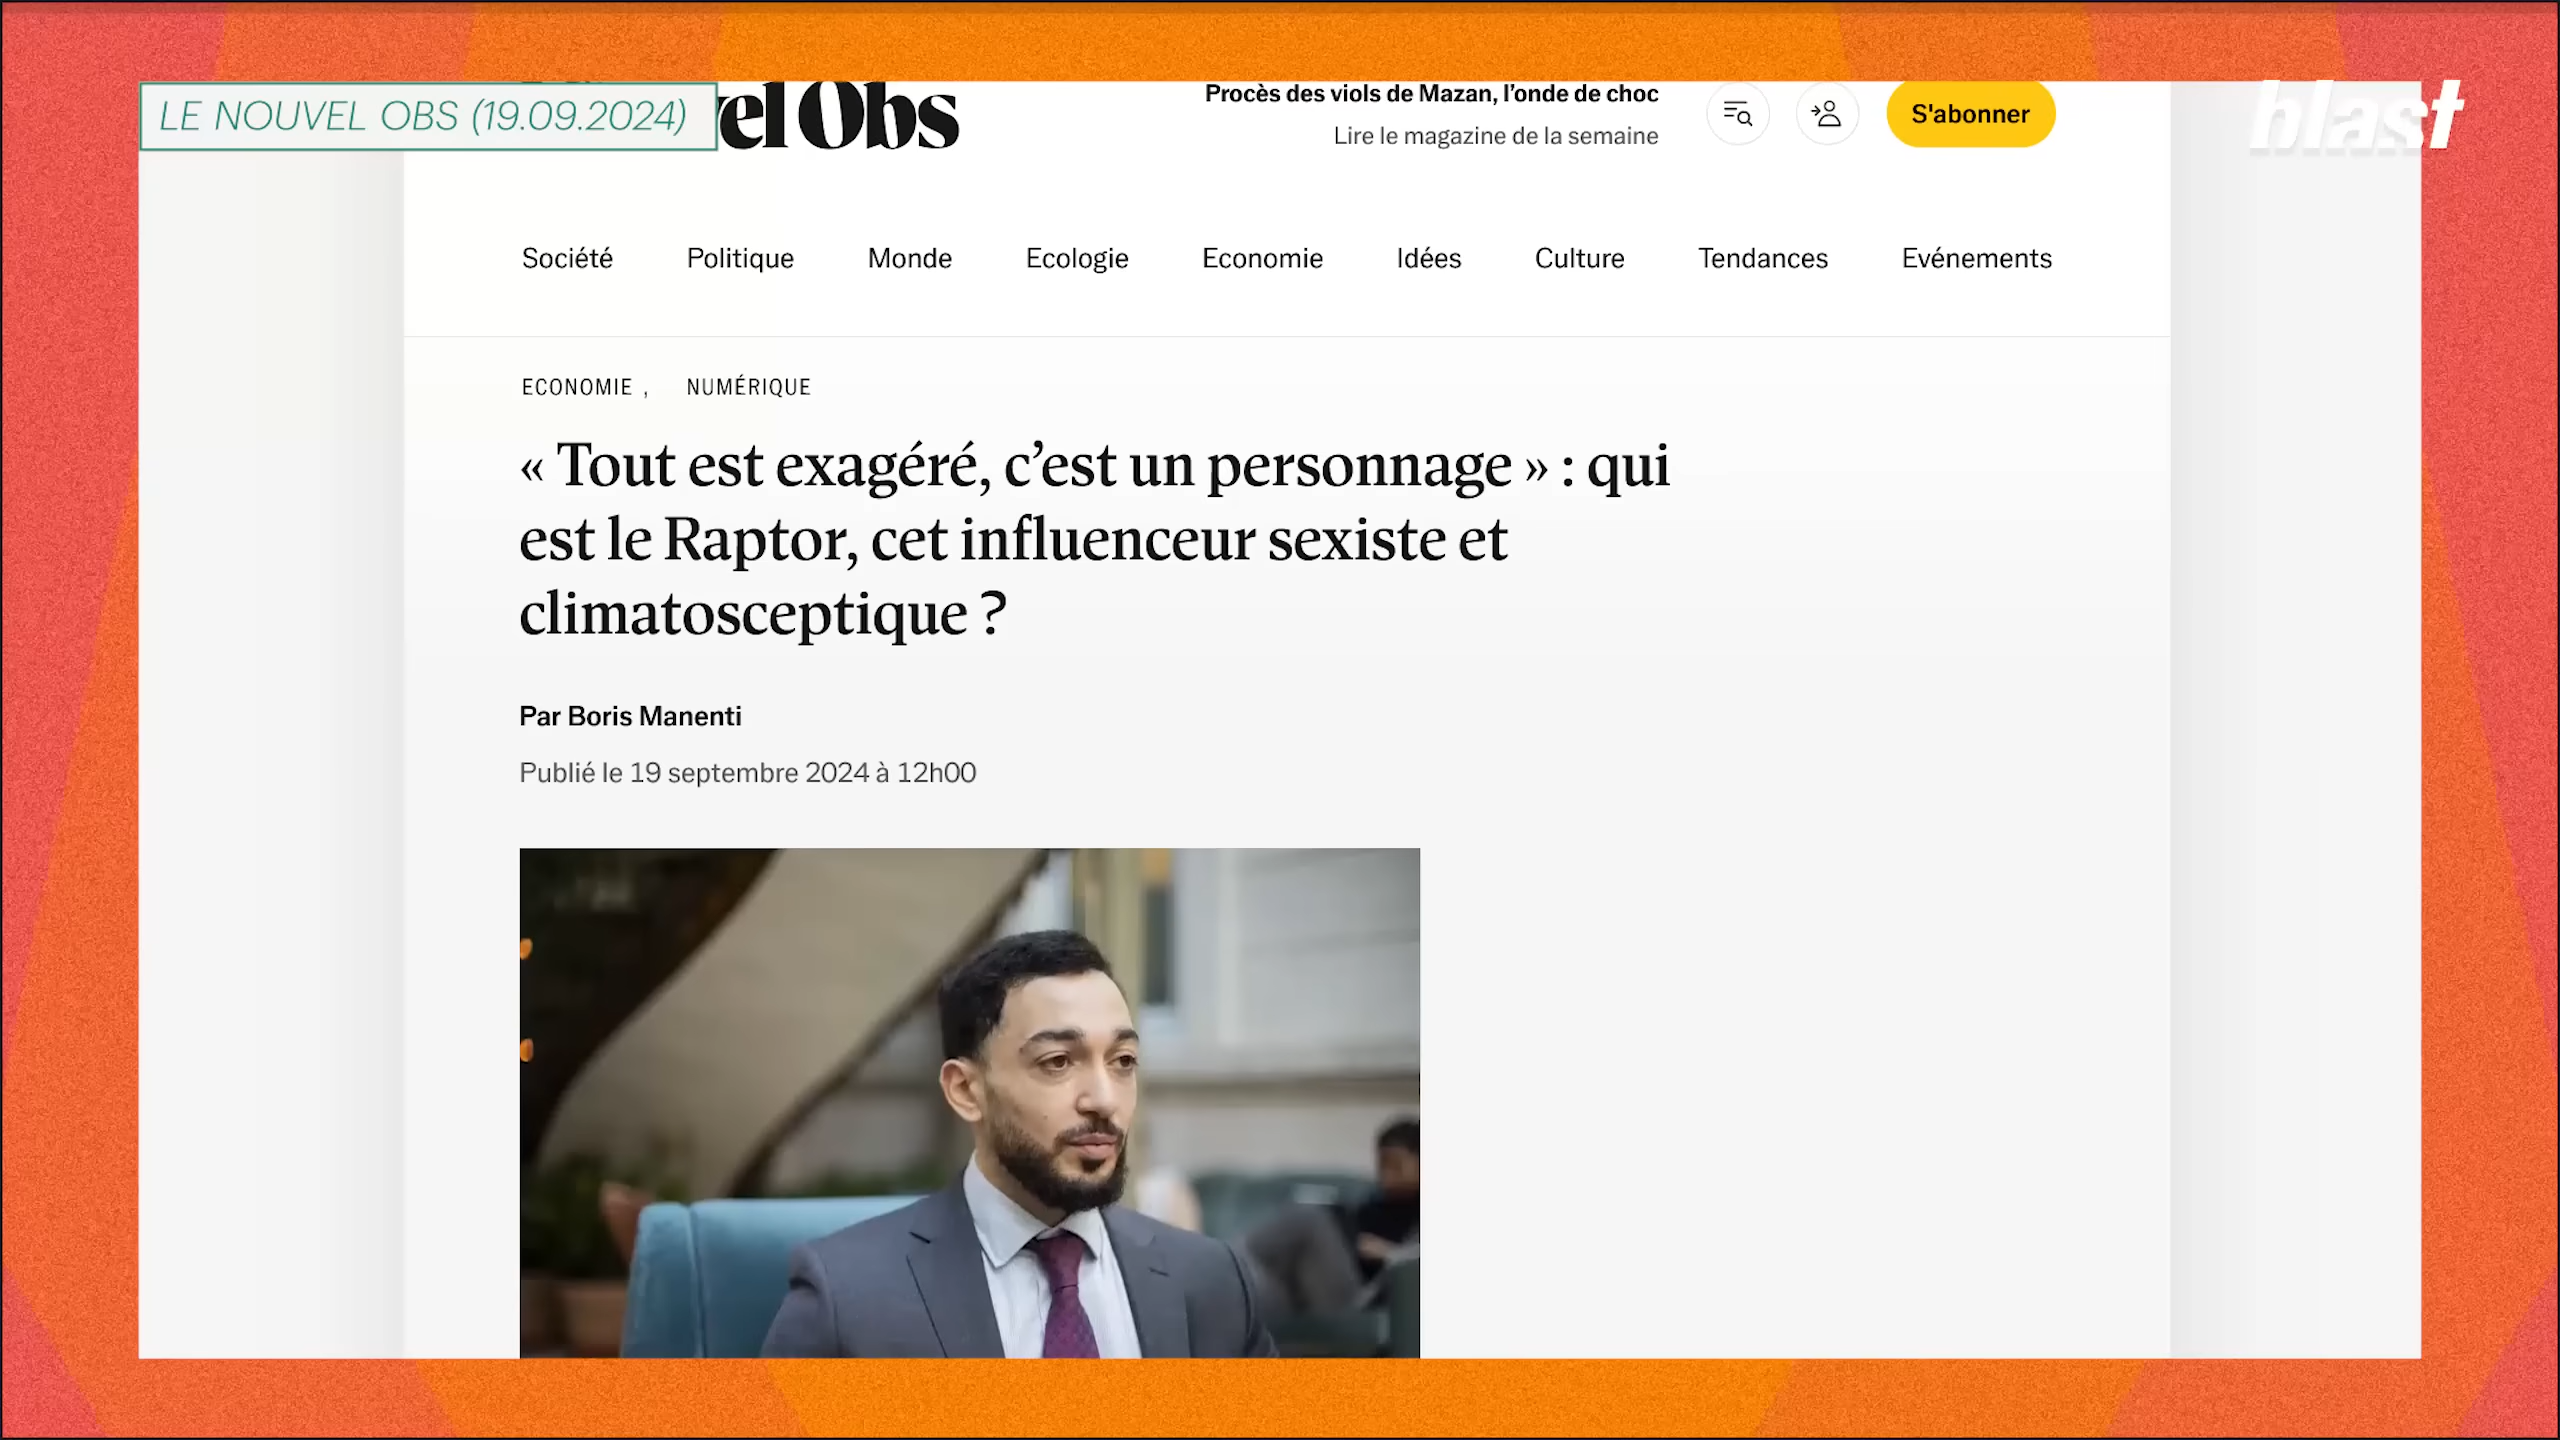 LE NOUVEL OBS (19.09.2024)
el Obs
Procès des viols de Mazan, l’onde de choc
Lire le magazine de la semaine
S'abonner
blast
Société Politique Monde Ecologie Economie Idées Culture Tendances Evénements
ECONOMIE , NUMÉRIQUE
« Tout est exagéré, c’est un personnage » : qui
est le Raptor, cet influenceur sexiste et
climatosceptique ?
Par Boris Manenti
Publié le 19 septembre 2024 à 12h00